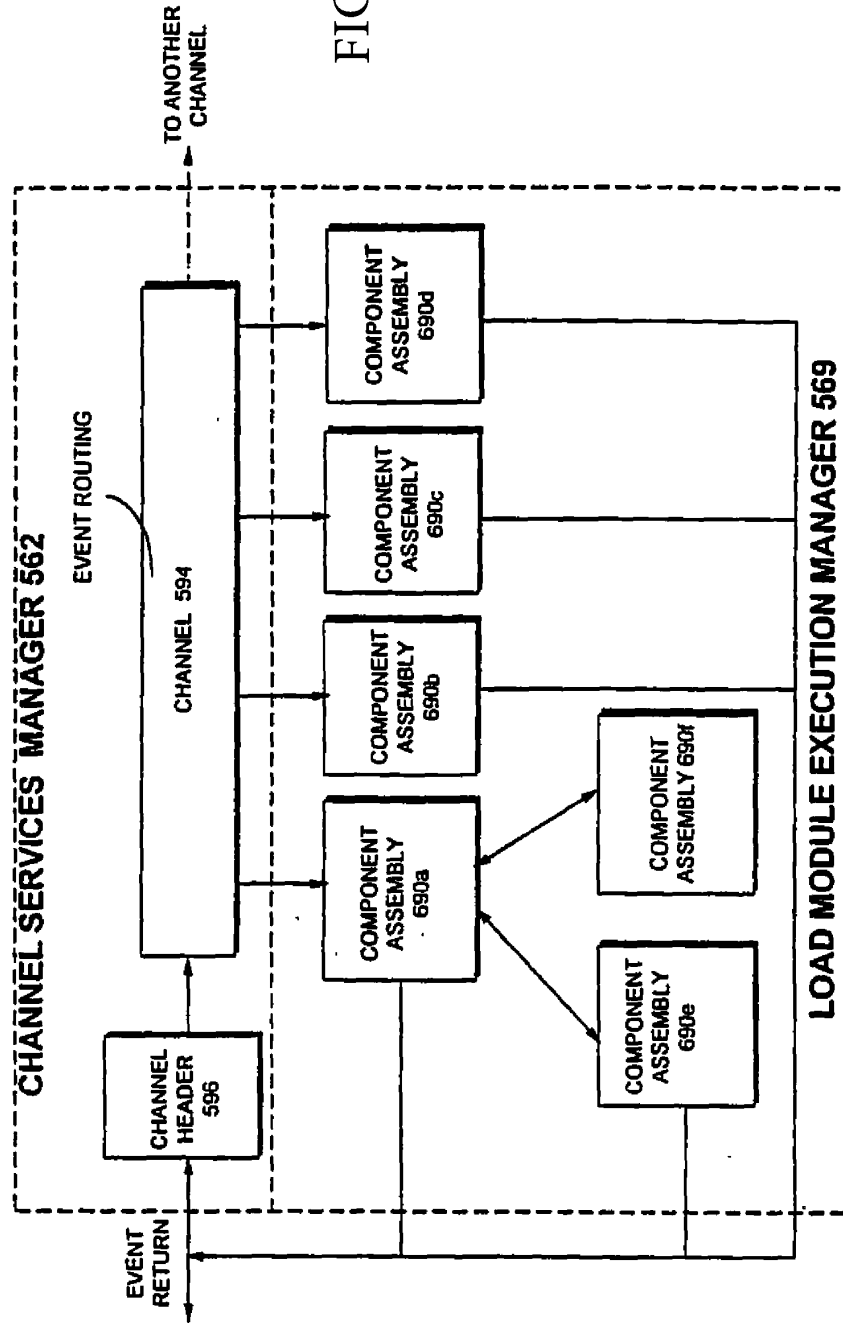 CHANNEL SERVICES MANAGER 562
EVENT
RETURN
CHANNEL
HEADER
596
EVENT ROUTING
CHANNEL 594
TO ANOTHER
CHANNEL
COMPONENT
ASSEMBLY
690a
COMPONENT
ASSEMBLY
690b
COMPONENT
ASSEMBLY
690c
COMPONENT
ASSEMBLY
690d
COMPONENT
ASSEMBLY
690e
COMPONENT
ASSEMBLY 690f
LOAD MODULE EXECUTION MANAGER 569